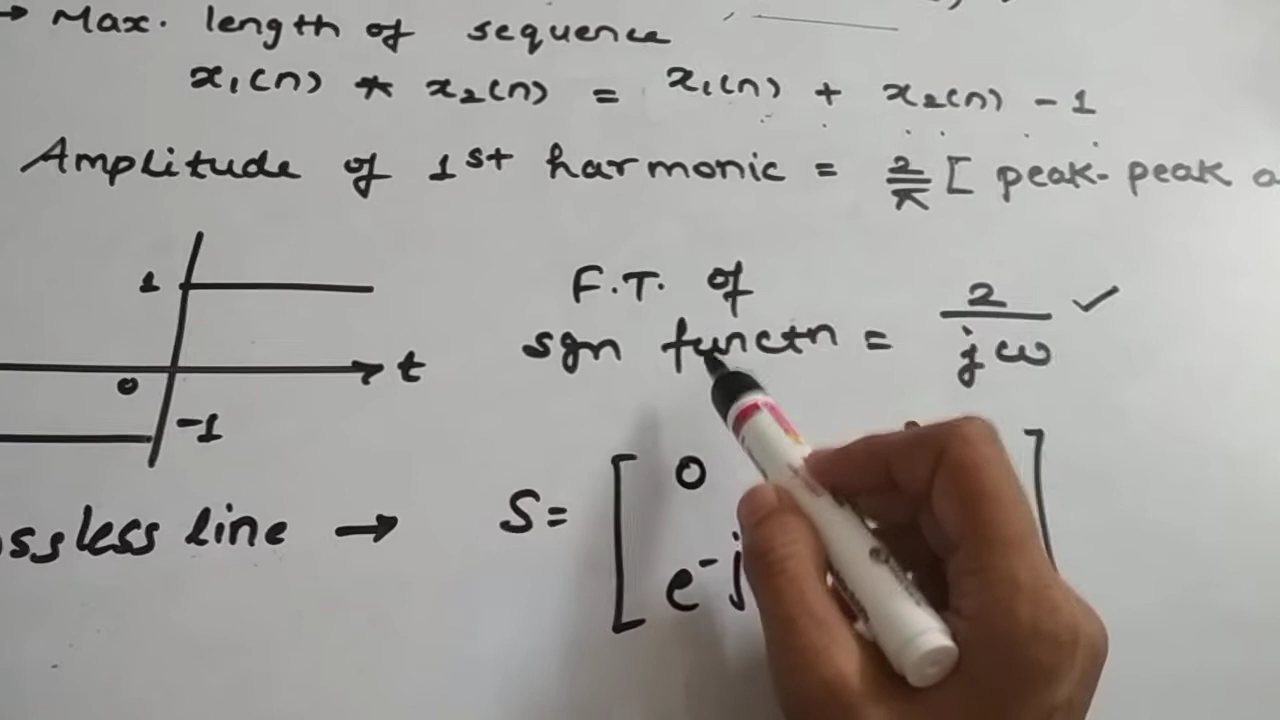 → Max. length of sequence
x₁(n) * x₂(n) = x₁(n) + x₂(n) - 1
Amplitude of 1st harmonic = 2/π [ peak-peak
1
0
t
-1
F.T. of
sgn functn = 2/jω ✓
less line → S = [ 0
e^-j ]